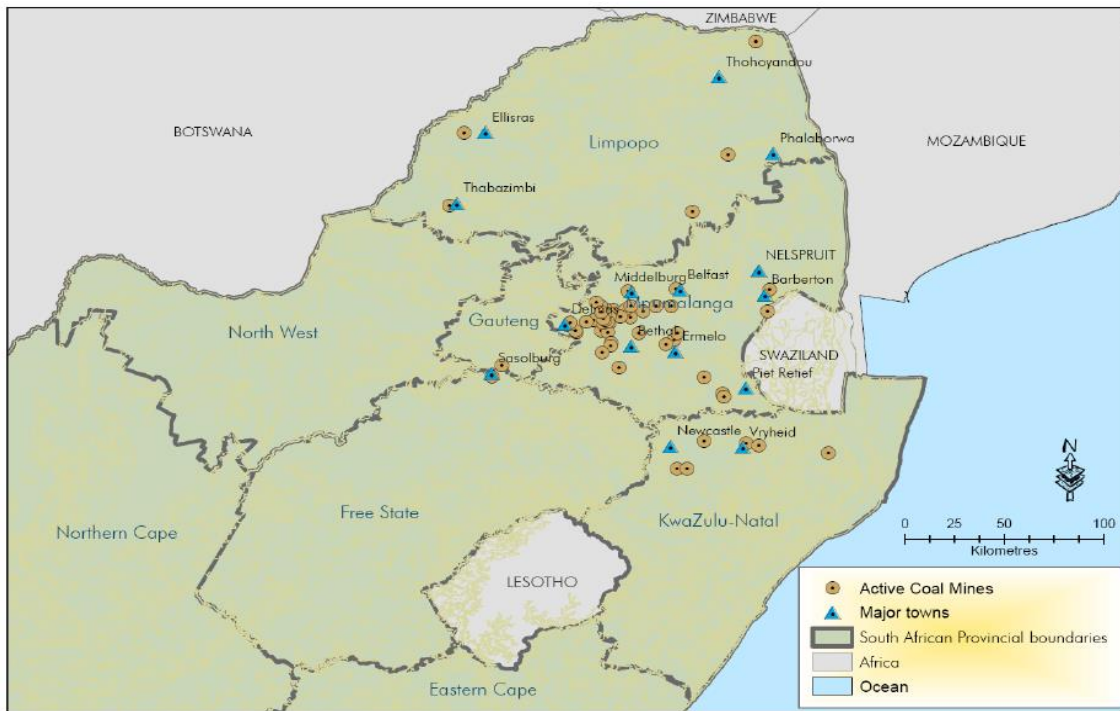 ZIMBABWE
Thohoyandou
BOTSWANA
Ellisras
Limpopo
Phalaborwa
MOZAMBIQUE
Thabazimbi
NELSPRUIT
Middelburg
Belfast
Barberton
Mpumalanga
North West
Gauteng
Delmas
Bethal
Ermelo
Sasolburg
SWAZILAND
Piet Retief
Newcastle
Vryheid
N
Free State
KwaZulu-Natal
Northern Cape
0 25 50 100
Kilometres
LESOTHO
Eastern Cape
Active Coal Mines
Major towns
South African Provincial boundaries
Africa
Ocean